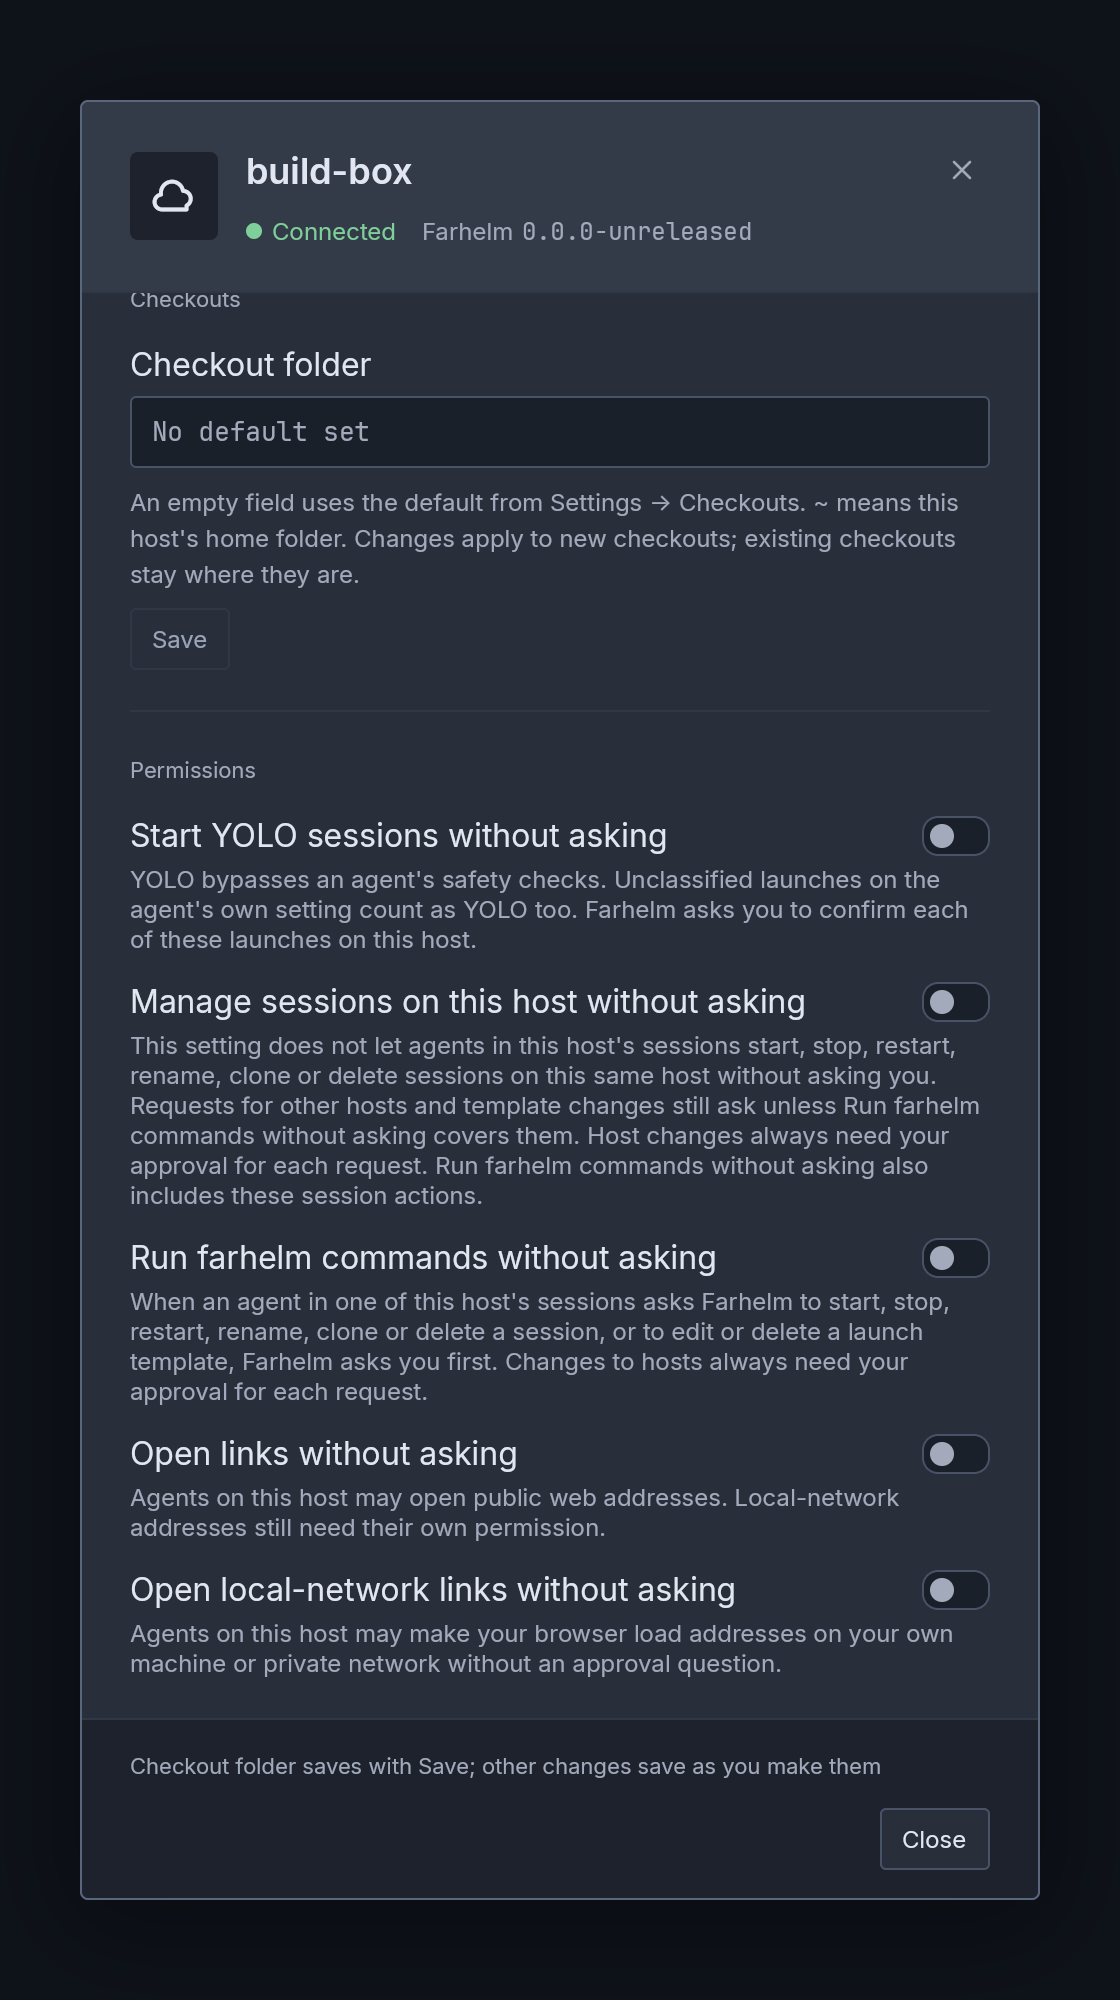 build-box
Connected Farhelm 0.0.0-unreleased
Checkouts
Checkout folder
No default set
An empty field uses the default from Settings → Checkouts. ~ means this
host's home folder. Changes apply to new checkouts; existing checkouts
stay where they are.
Save
Permissions
Start YOLO sessions without asking
YOLO bypasses an agent's safety checks. Unclassified launches on the
agent's own setting count as YOLO too. Farhelm asks you to confirm each
of these launches on this host.
Manage sessions on this host without asking
This setting does not let agents in this host's sessions start, stop, restart,
rename, clone or delete sessions on this same host without asking you.
Requests for other hosts and template changes still ask unless Run farhelm
commands without asking covers them. Host changes always need your
approval for each request. Run farhelm commands without asking also
includes these session actions.
Run farhelm commands without asking
When an agent in one of this host's sessions asks Farhelm to start, stop,
restart, rename, clone or delete a session, or to edit or delete a launch
template, Farhelm asks you first. Changes to hosts always need your
approval for each request.
Open links without asking
Agents on this host may open public web addresses. Local-network
addresses still need their own permission.
Open local-network links without asking
Agents on this host may make your browser load addresses on your own
machine or private network without an approval question.
Checkout folder saves with Save; other changes save as you make them
Close